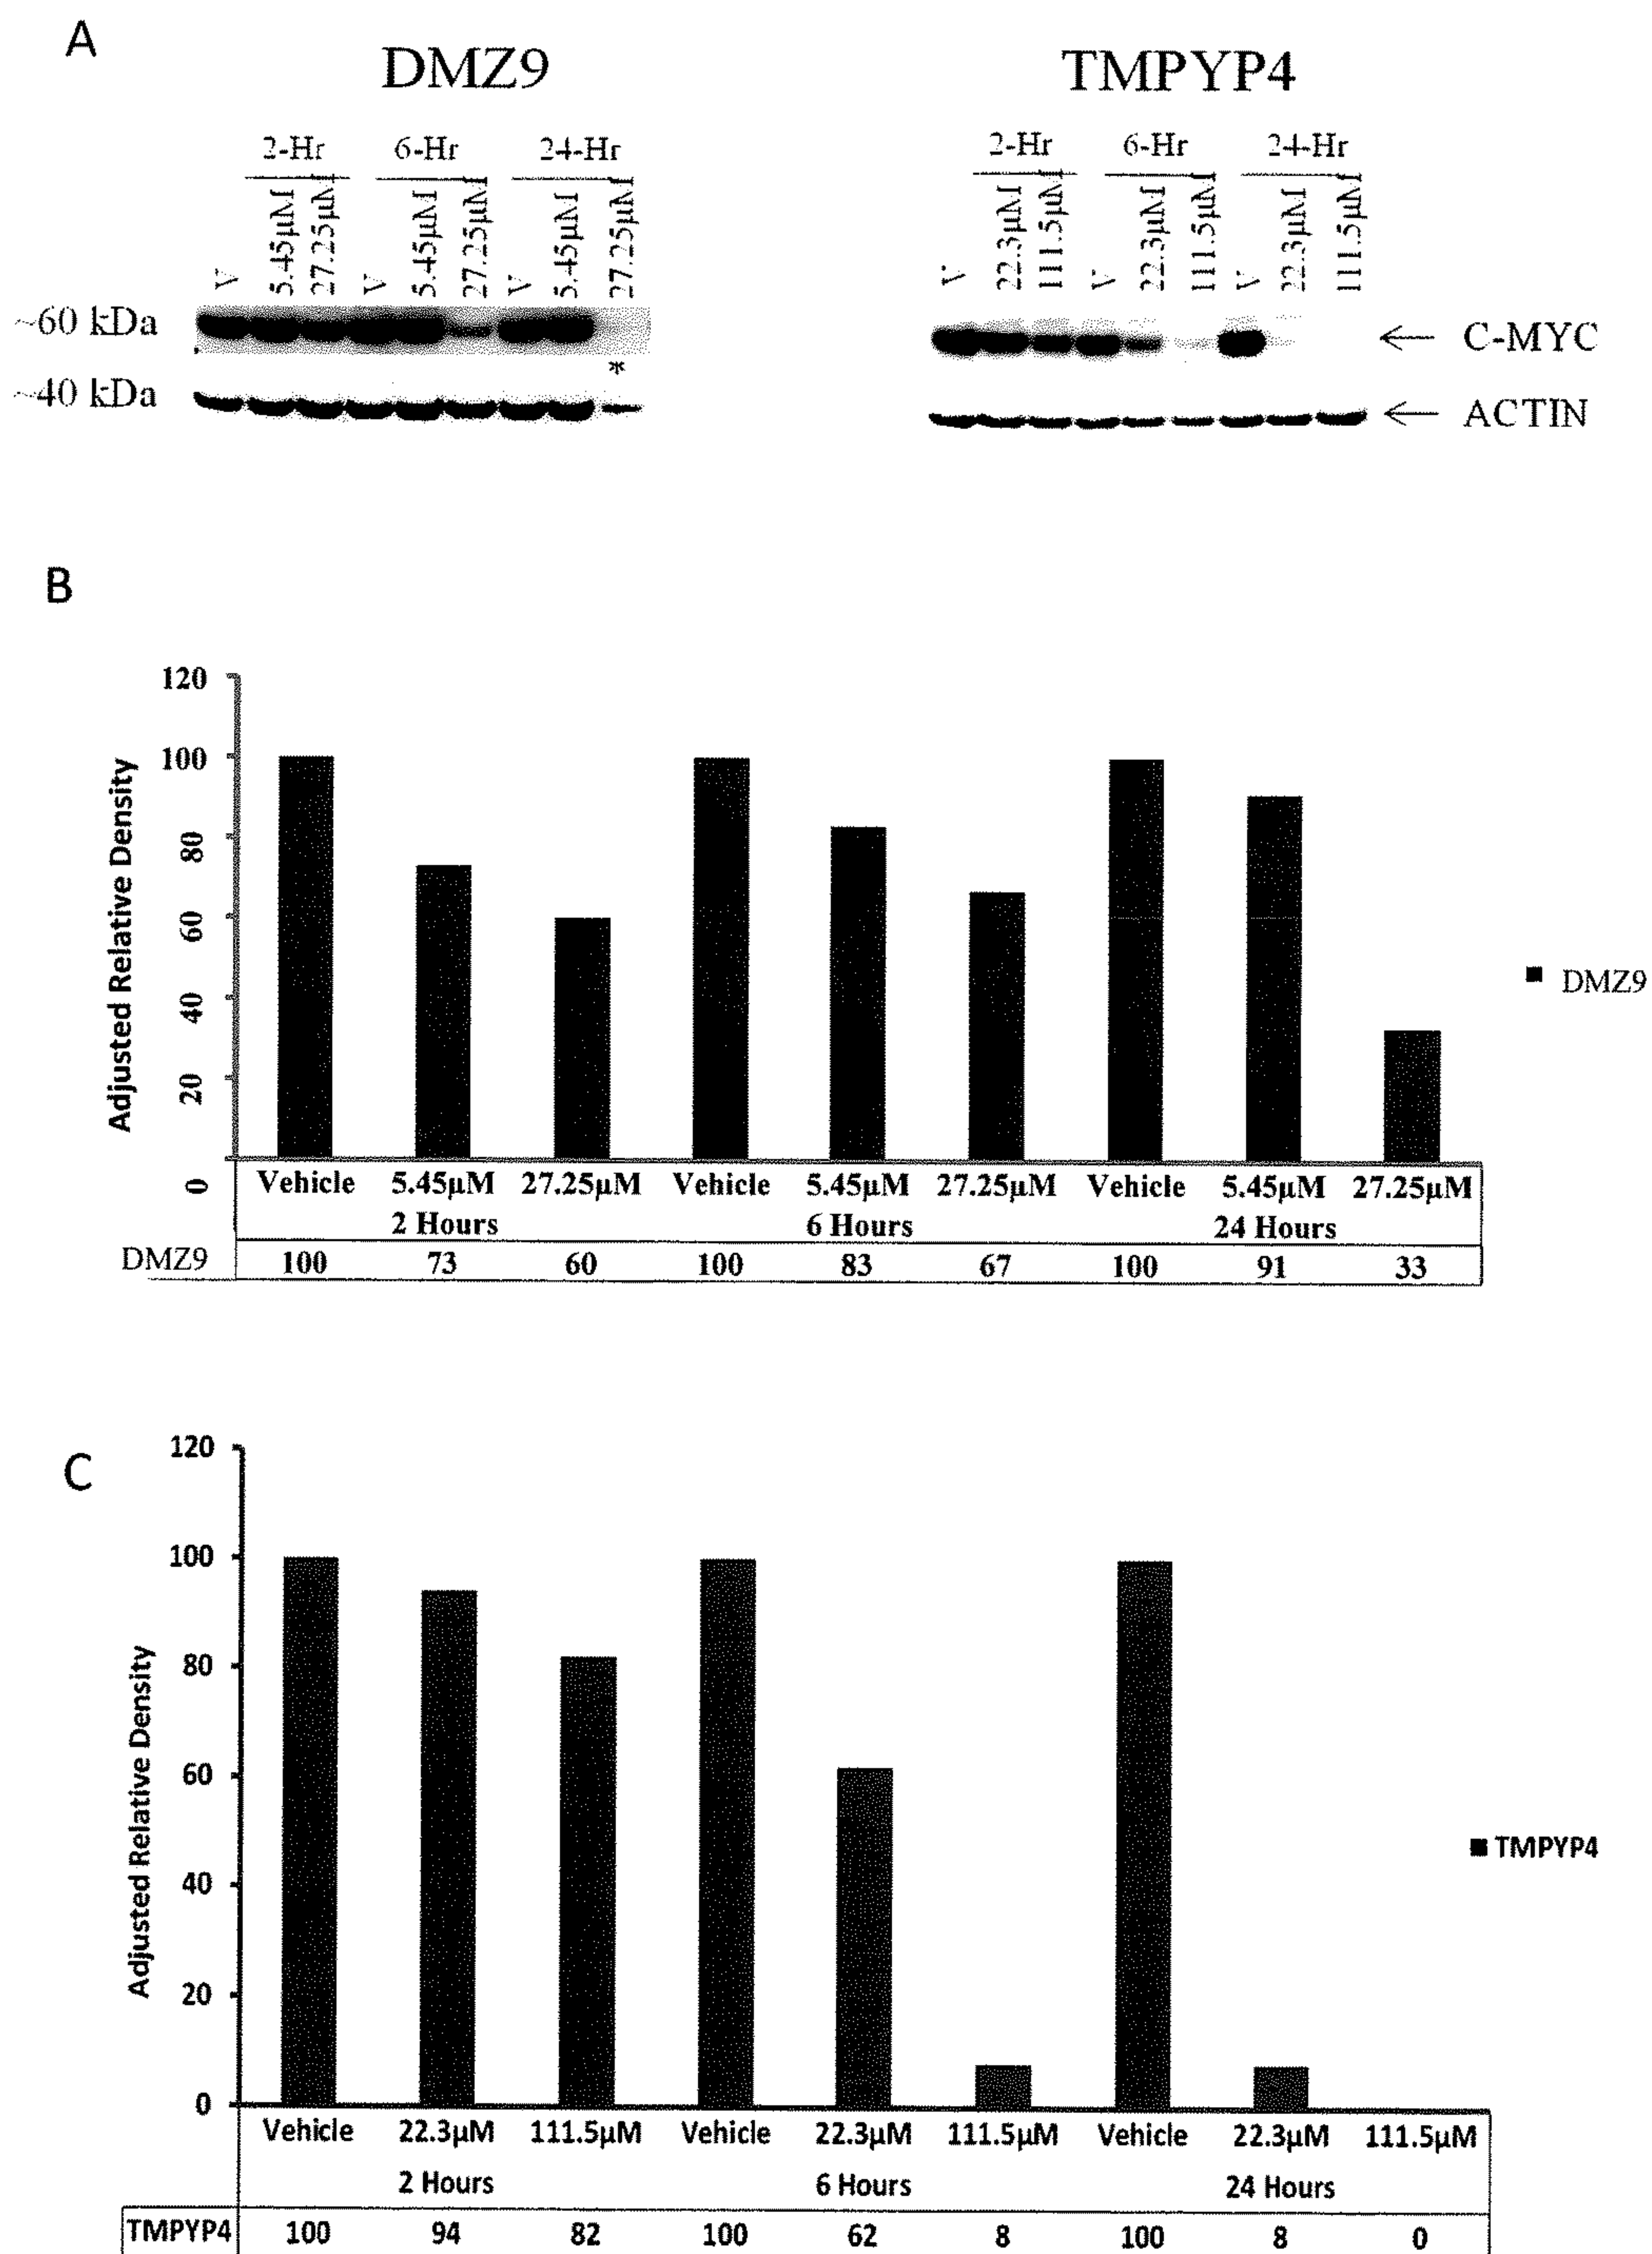 A
DMZ9
TMPYP4
2-Hr 6-Hr 24-Hr
2-Hr 6-Hr 24-Hr
V 5.45µM 27.25µM V 5.45µM 27.25µM V 5.45µM 27.25µM
V 22.3µM 111.5µM V 22.3µM 111.5µM V 22.3µM 111.5µM
~60 kDa
C-MYC
*
~40 kDa
ACTIN
B
Adjusted Relative Density
120
100
80
60
40
20
0
DMZ9
Vehicle 5.45µM 27.25µM Vehicle 5.45µM 27.25µM Vehicle 5.45µM 27.25µM
2 Hours 6 Hours 24 Hours
DMZ9 100 73 60 100 83 67 100 91 33
C
Adjusted Relative Density
120
100
80
60
40
20
0
TMPYP4
Vehicle 22.3µM 111.5µM Vehicle 22.3µM 111.5µM Vehicle 22.3µM 111.5µM
2 Hours 6 Hours 24 Hours
TMPYP4 100 94 82 100 62 8 100 8 0